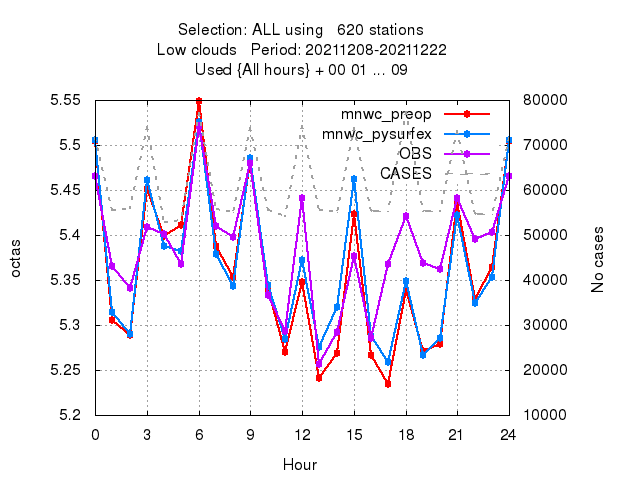 Selection: ALL using   620 stations
Low clouds   Period: 20211208-20211222
Used {All hours} + 00 01 ... 09
mnwc_preop
mnwc_pysurfex
OBS
CASES
5.55
5.5
5.45
5.4
5.35
5.3
5.25
5.2
80000
70000
60000
50000
40000
30000
20000
10000
octas
No cases
0 3 6 9 12 15 18 21 24
Hour